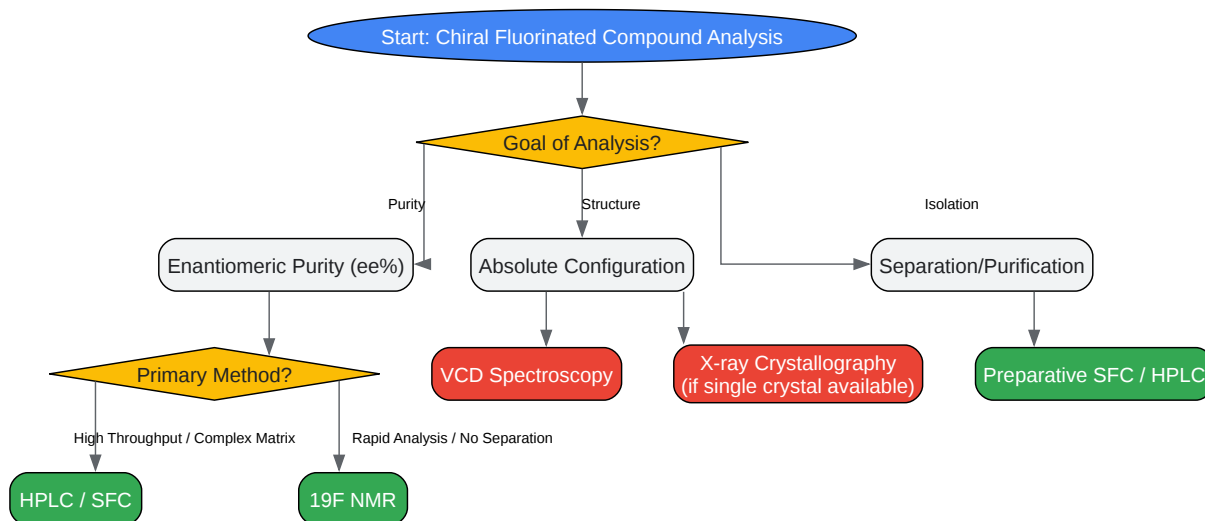 Start: Chiral Fluorinated Compound Analysis
Goal of Analysis?
Purity
Structure
Isolation
Enantiomeric Purity (ee%)
Absolute Configuration
Separation/Purification
Primary Method?
VCD Spectroscopy
X-ray Crystallography
(if single crystal available)
Preparative SFC / HPLC
High Throughput / Complex Matrix
Rapid Analysis / No Separation
HPLC / SFC
19F NMR